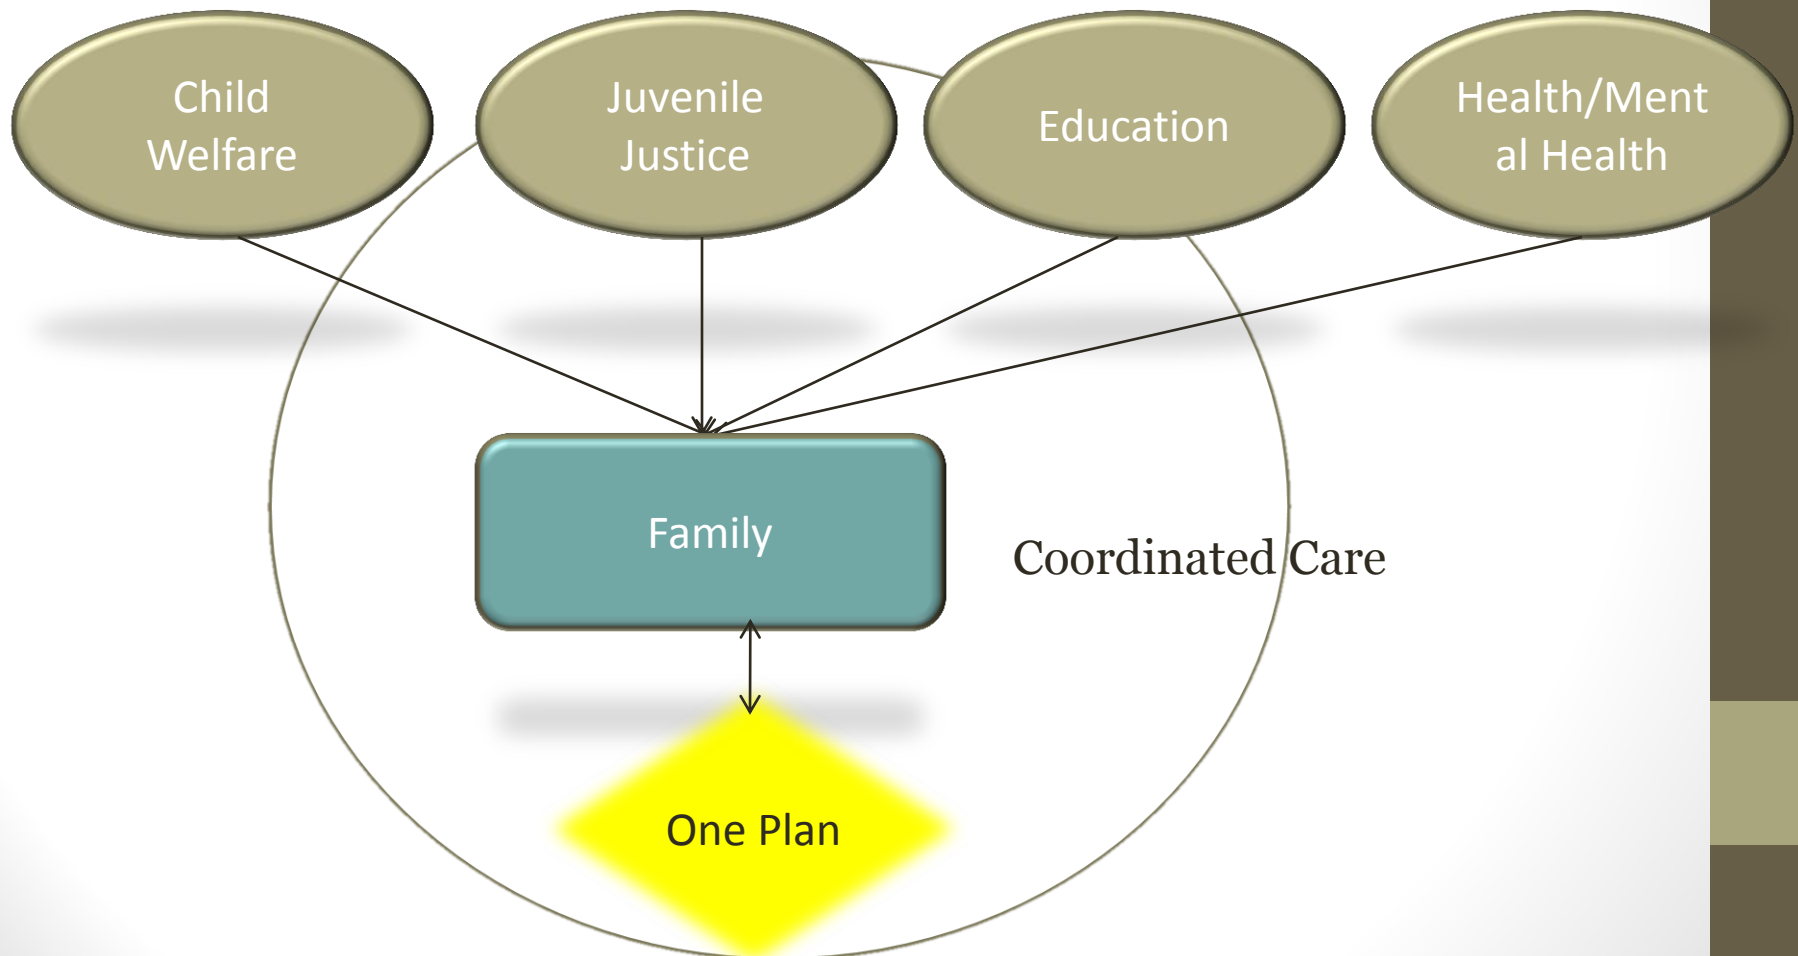 Child
Welfare
Juvenile
Justice
Education
Health/Ment
al Health
Family
Coordinated Care
One Plan